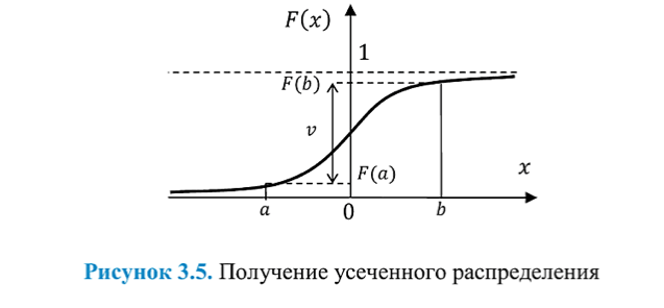 F(x)
1
F(b)
v
F(a)
x
a
0
b
Рисунок 3.5. Получение усеченного распределения